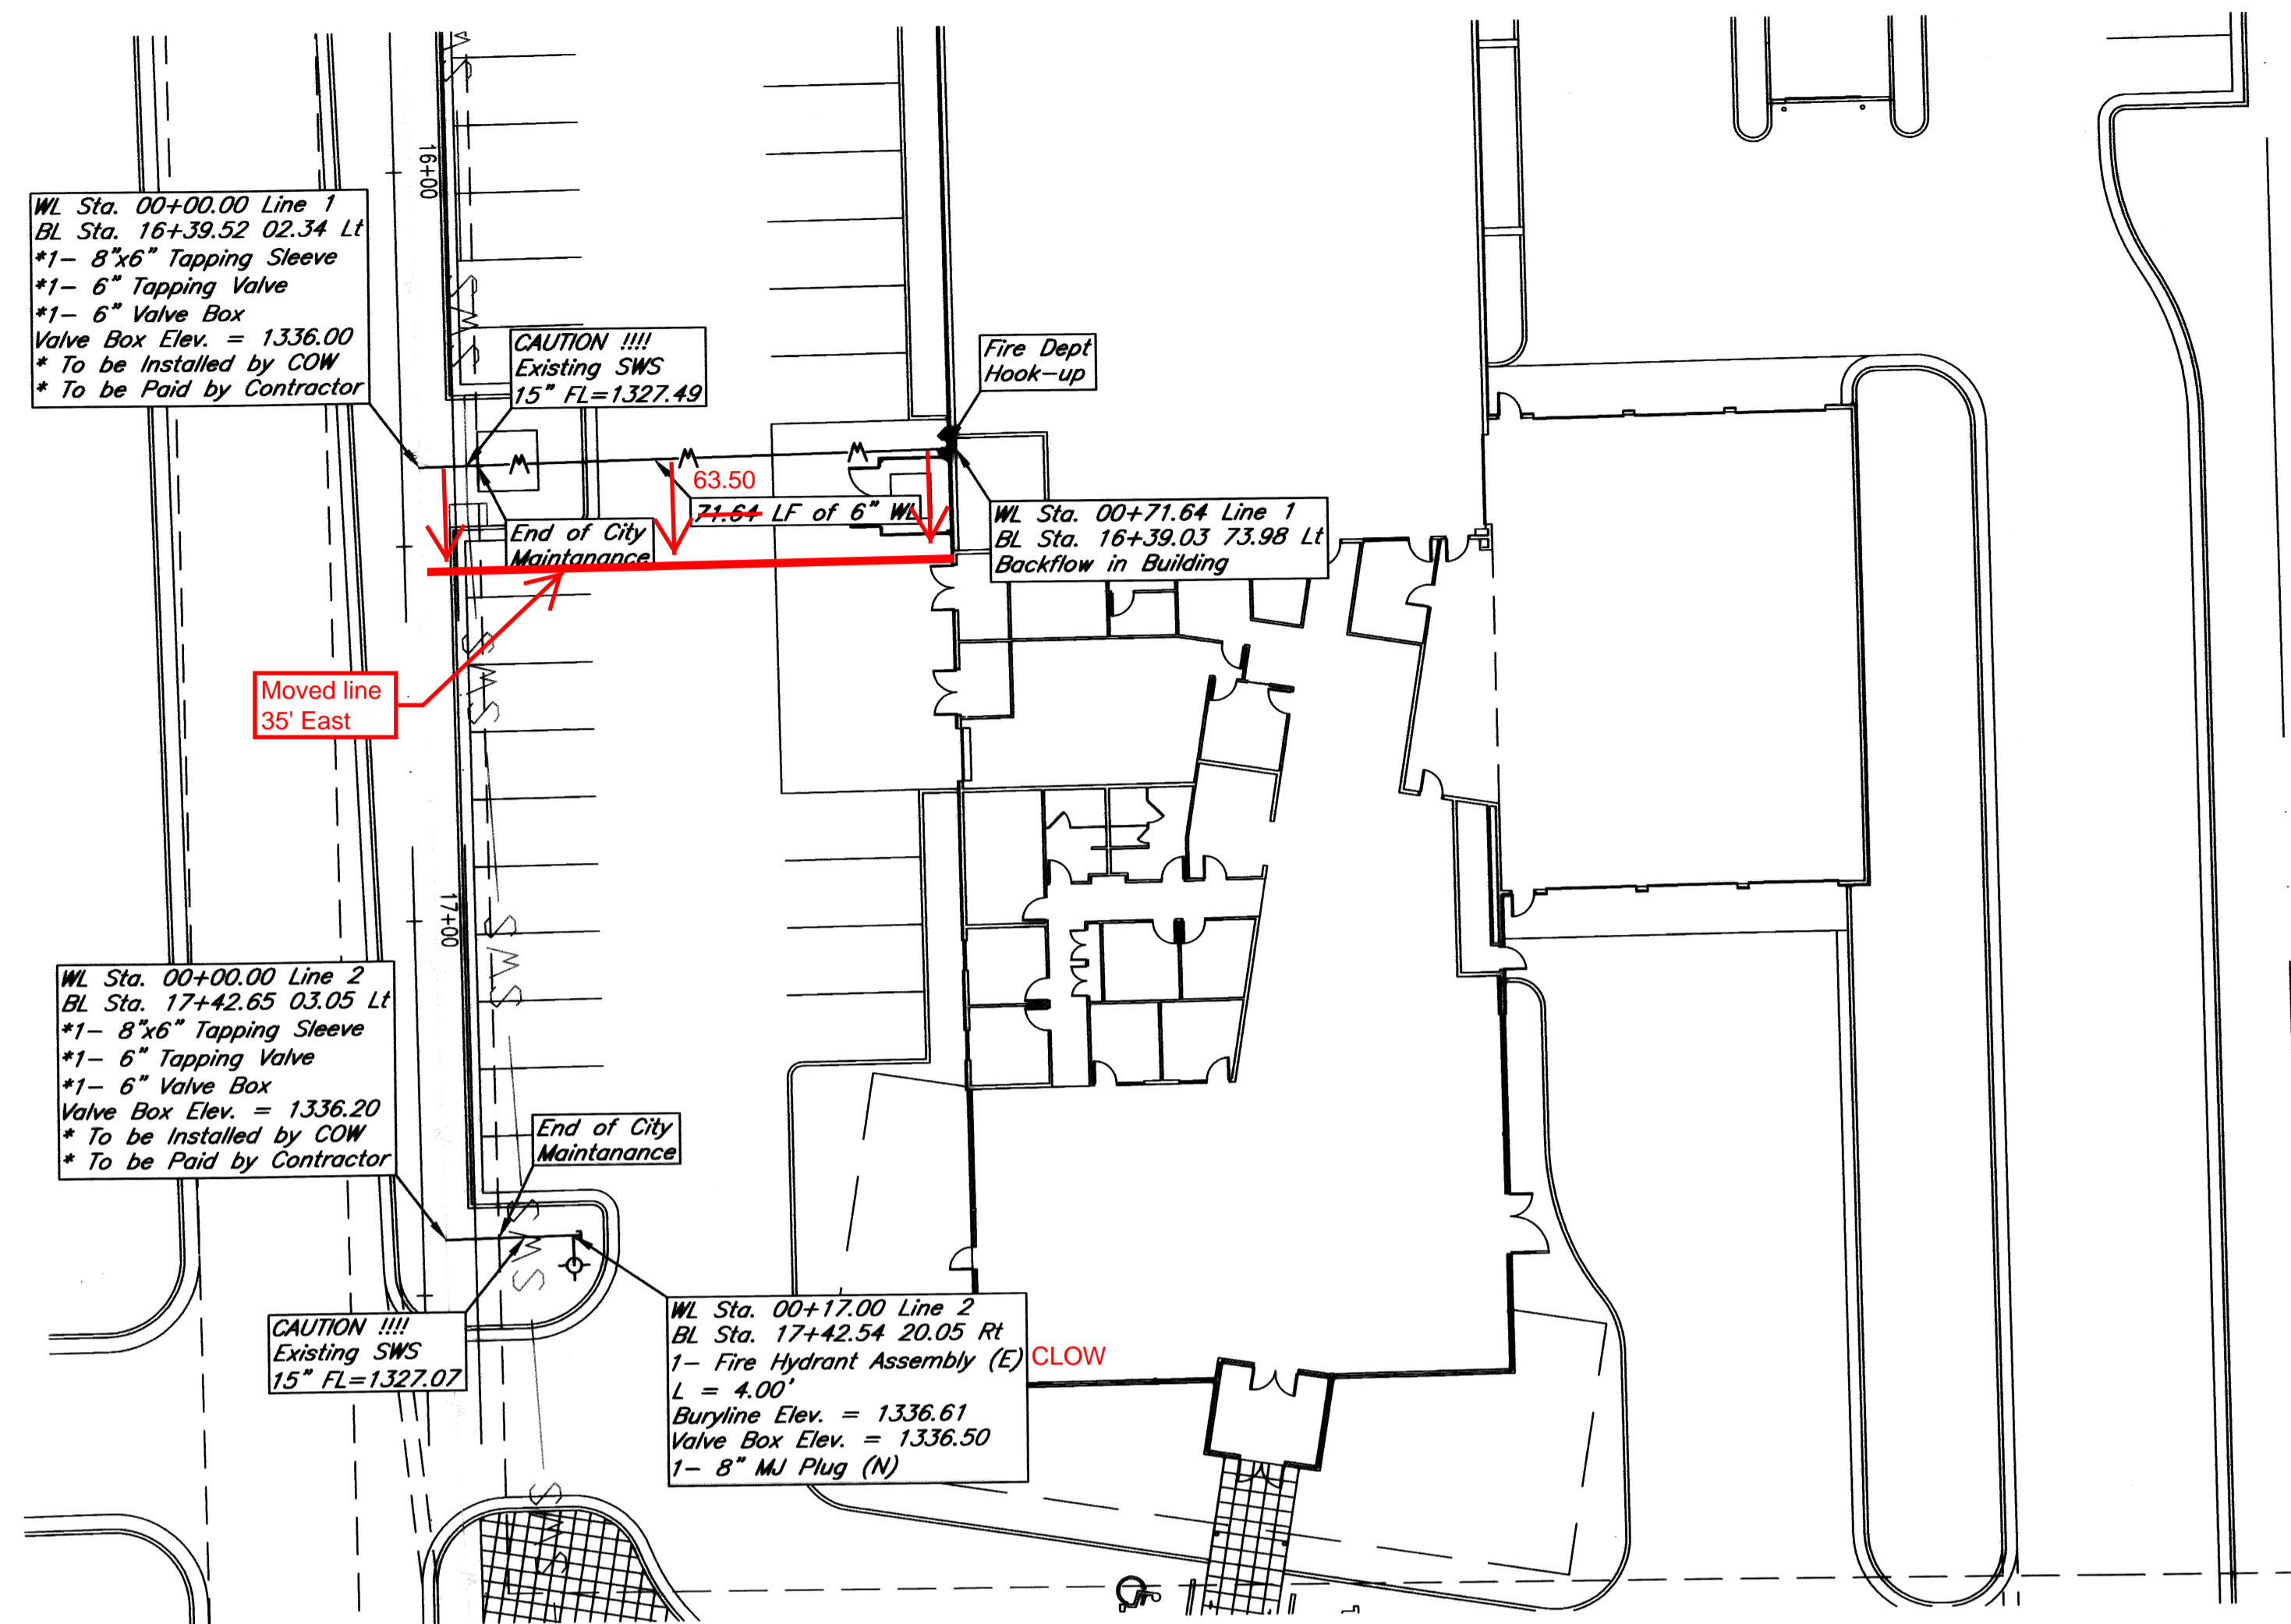 16+00
WL Sta. 00+00.00 Line 1
BL Sta. 16+39.52 02.34 Lt
*1- 8"x6" Tapping Sleeve
*1- 6" Tapping Valve
*1- 6" Valve Box
Valve Box Elev. = 1336.00
* To be Installed by COW
* To be Paid by Contractor
CAUTION !!!!
Existing SWS
15" FL=1327.49
Fire Dept
Hook-up
63.50
71.64 LF of 6" WL
End of City
Maintanance
WL Sta. 00+71.64 Line 1
BL Sta. 16+39.03 73.98 Lt
Backflow in Building
Moved line
35' East
SWS
17+00
SWS
WL Sta. 00+00.00 Line 2
BL Sta. 17+42.65 03.05 Lt
*1- 8"x6" Tapping Sleeve
*1- 6" Tapping Valve
*1- 6" Valve Box
Valve Box Elev. = 1336.20
* To be Installed by COW
* To be Paid by Contractor
End of City
Maintanance
SWS
CAUTION !!!!
Existing SWS
15" FL=1327.07
WL Sta. 00+17.00 Line 2
BL Sta. 17+42.54 20.05 Rt
1- Fire Hydrant Assembly (E) CLOW
L = 4.00'
Buryline Elev. = 1336.61
Valve Box Elev. = 1336.50
1- 8" MJ Plug (N)
SWS